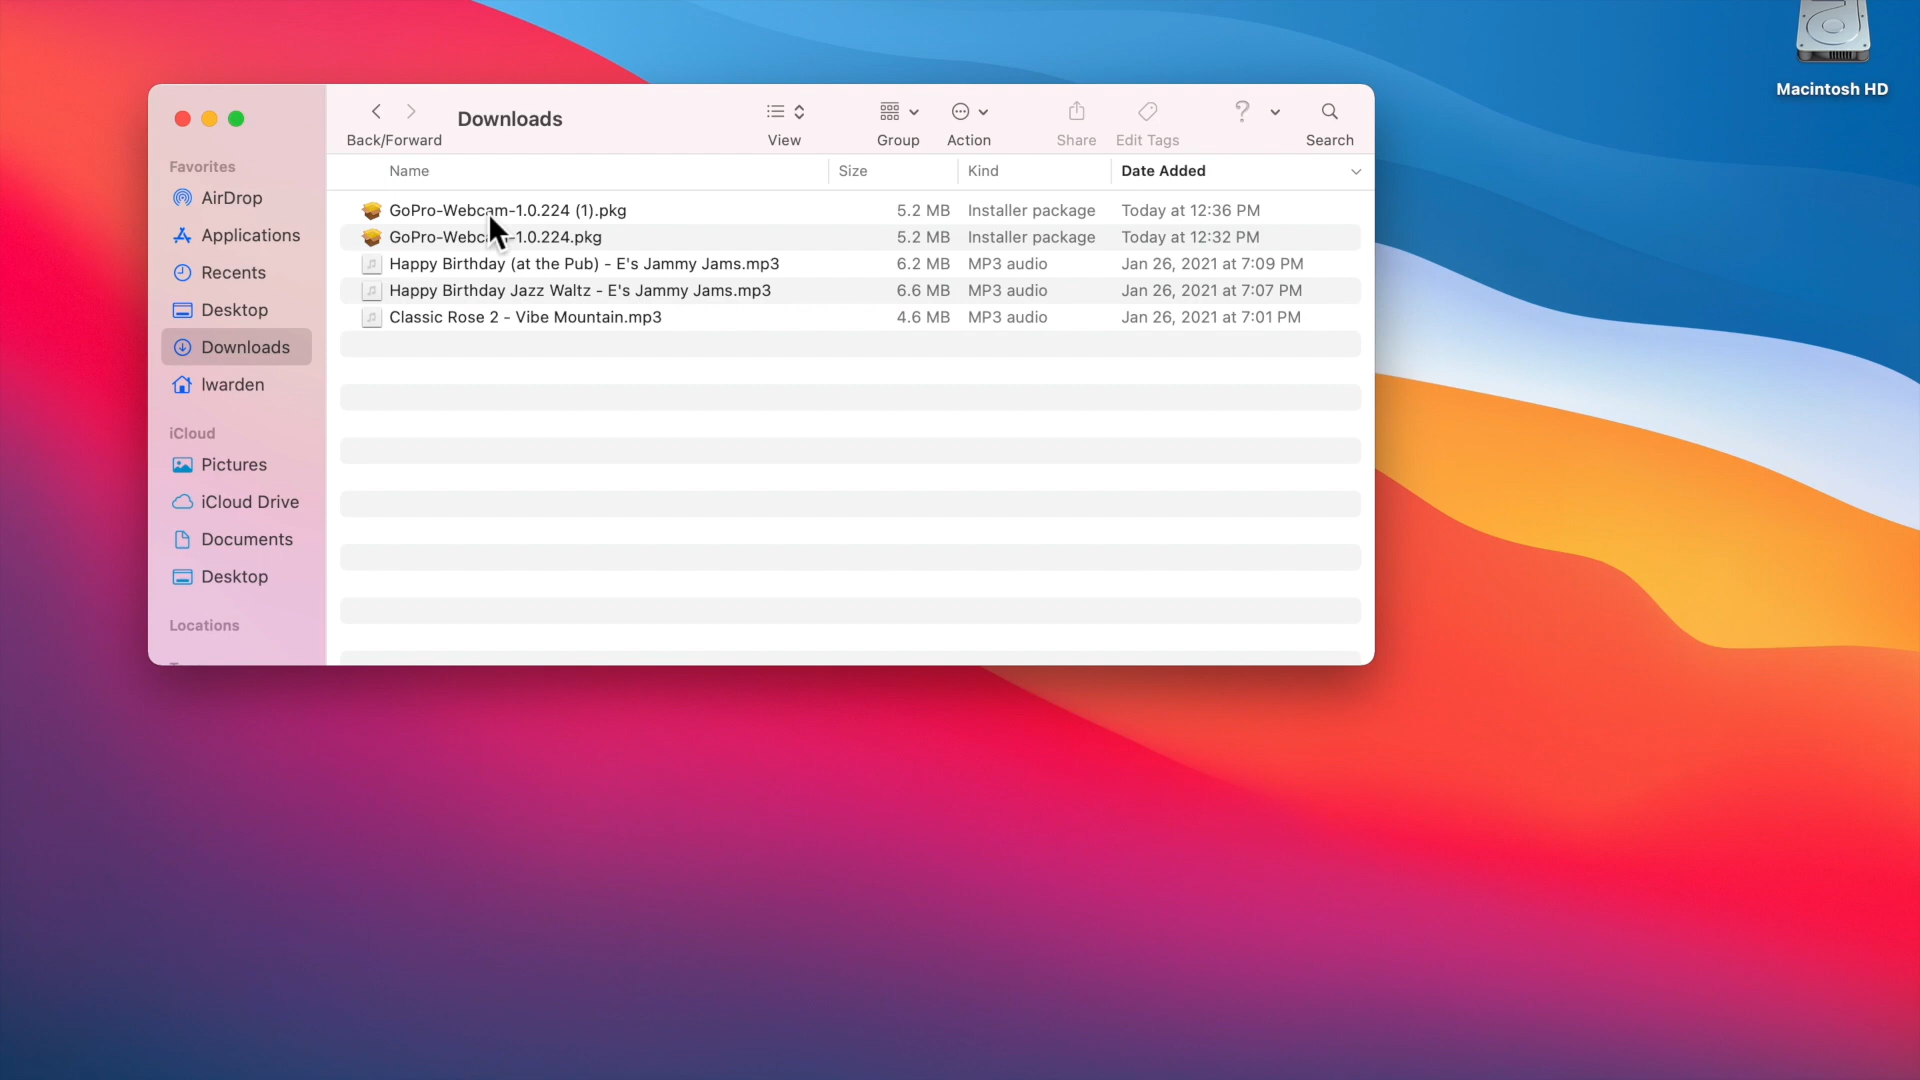 Macintosh HD
Downloads
Back/Forward
View
Group
Action
Share
Edit Tags
Search
Favorites
AirDrop
Applications
Recents
Desktop
Downloads
lwarden
iCloud
Pictures
iCloud Drive
Documents
Desktop
Locations
Name Size Kind Date Added
GoPro-Webcam-1.0.224 (1).pkg 5.2 MB Installer package Today at 12:36 PM
GoPro-Webcam-1.0.224.pkg 5.2 MB Installer package Today at 12:32 PM
Happy Birthday (at the Pub) - E's Jammy Jams.mp3 6.2 MB MP3 audio Jan 26, 2021 at 7:09 PM
Happy Birthday Jazz Waltz - E's Jammy Jams.mp3 6.6 MB MP3 audio Jan 26, 2021 at 7:07 PM
Classic Rose 2 - Vibe Mountain.mp3 4.6 MB MP3 audio Jan 26, 2021 at 7:01 PM